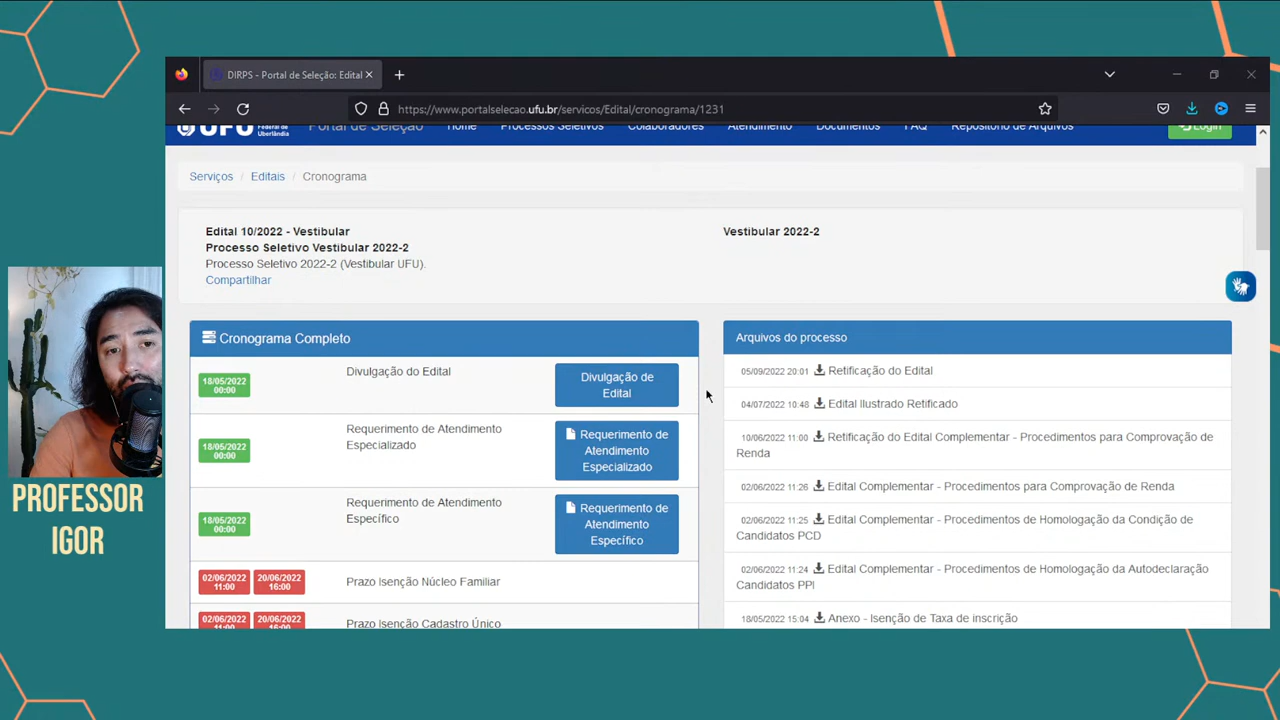 DIRPS - Portal de Seleção: Edital
https://www.portalselecao.ufu.br/servicos/Edital/cronograma/1231
UFU Federal de Uberlândia Portal de Seleção Home Processos Seletivos Colaboradores Atendimento Documentos FAQ Repositório de Arquivos Login
Serviços / Editais / Cronograma
Edital 10/2022 - Vestibular
Processo Seletivo Vestibular 2022-2
Processo Seletivo 2022-2 (Vestibular UFU).
Compartilhar
Vestibular 2022-2
Cronograma Completo
18/05/2022 00:00
Divulgação do Edital
Divulgação de
Edital
18/05/2022 00:00
Requerimento de Atendimento
Especializado
Requerimento de
Atendimento
Especializado
18/05/2022 00:00
Requerimento de Atendimento
Específico
Requerimento de
Atendimento
Específico
02/06/2022 11:00 20/06/2022 16:00 Prazo Isenção Núcleo Familiar
02/06/2022 11:00 20/06/2022 16:00 Prazo Isenção Cadastro Único
Arquivos do processo
05/09/2022 20:01 Retificação do Edital
04/07/2022 10:48 Edital Ilustrado Retificado
10/06/2022 11:00 Retificação do Edital Complementar - Procedimentos para Comprovação de
Renda
02/06/2022 11:26 Edital Complementar - Procedimentos para Comprovação de Renda
02/06/2022 11:25 Edital Complementar - Procedimentos de Homologação da Condição de
Candidatos PCD
02/06/2022 11:24 Edital Complementar - Procedimentos de Homologação da Autodeclaração
Candidatos PPI
18/05/2022 15:04 Anexo - Isenção de Taxa de inscrição
PROFESSOR
IGOR